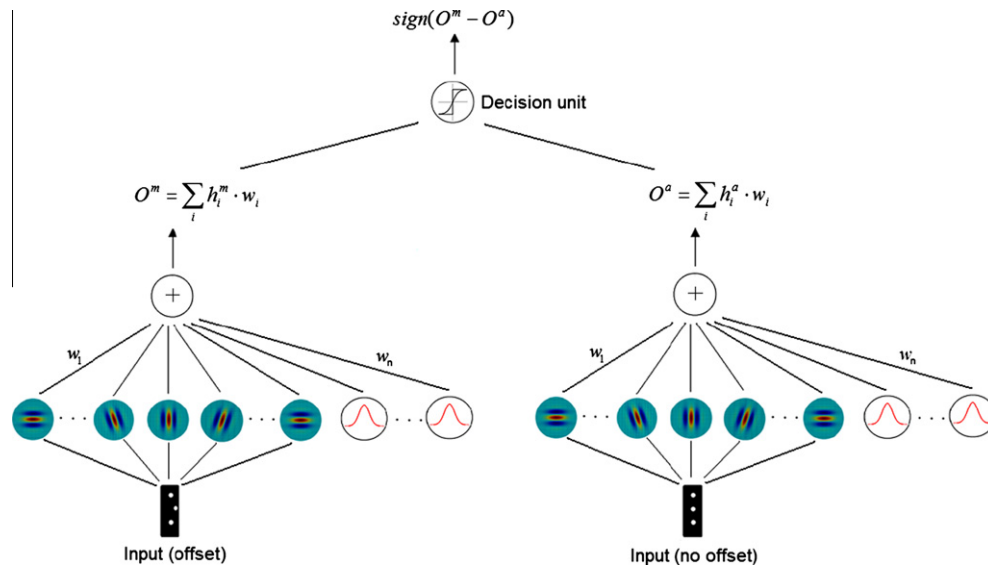 sign(O^m − O^a)
Decision unit
O^m = ∑_i h_i^m · w_i
O^a = ∑_i h_i^a · w_i
+
+
w_1
w_n
w_1
w_n
Input (offset)
Input (no offset)